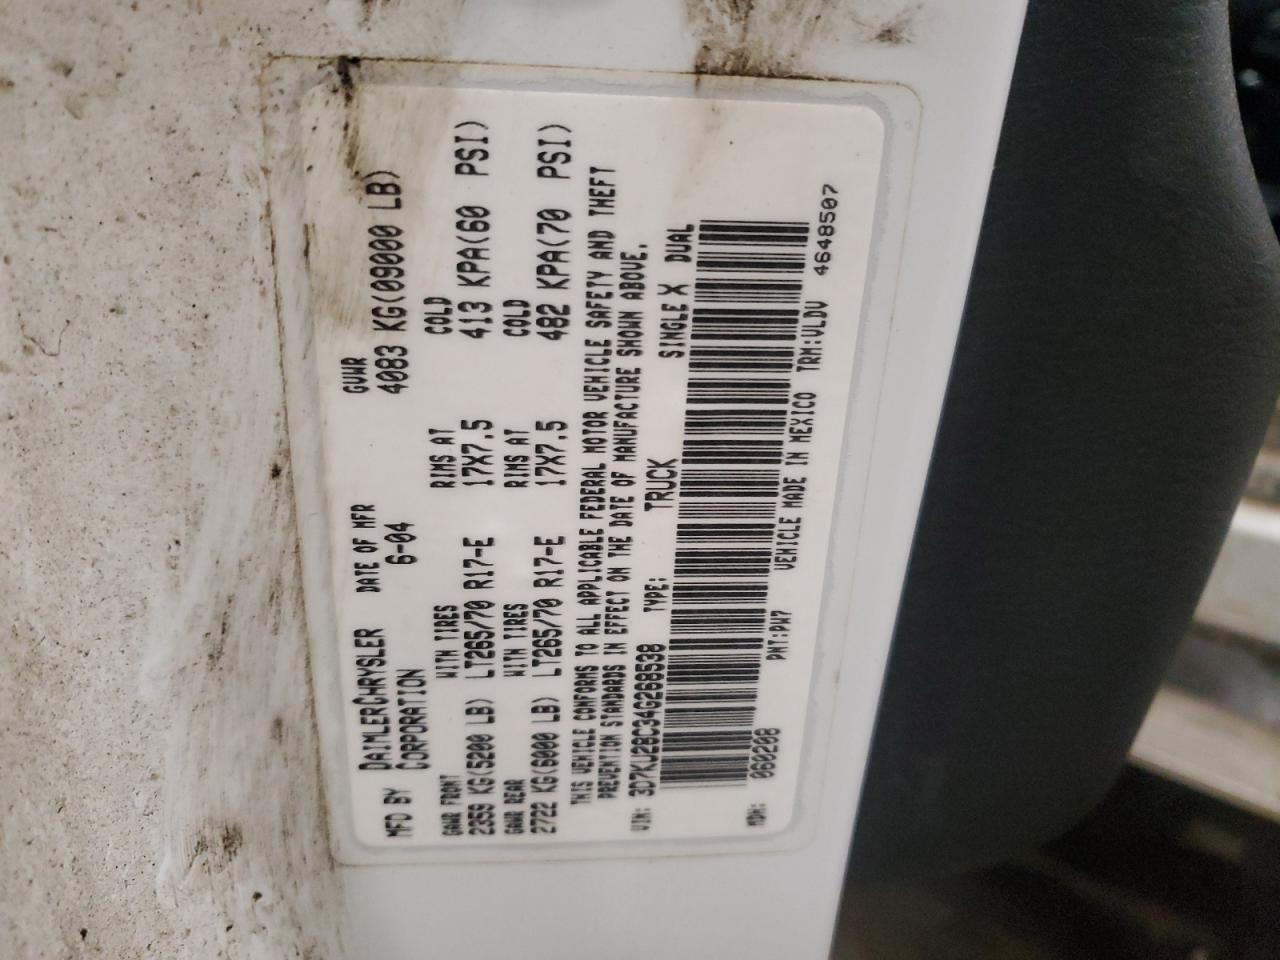 MFD BY DAIMLERCHRYSLER CORPORATION DATE OF MFR 6-04 GVWR 4083 KG(09000 LB)
GAWR FRONT WITH TIRES RIMS AT COLD
2359 KG(5200 LB) LT265/70 R17-E 17X7.5 413 KPA(60 PSI)
GAWR REAR WITH TIRES RIMS AT COLD
2722 KG(6000 LB) LT265/70 R17-E 17X7.5 482 KPA(70 PSI)
THIS VEHICLE CONFORMS TO ALL APPLICABLE FEDERAL MOTOR VEHICLE SAFETY AND THEFT
PREVENTION STANDARDS IN EFFECT ON THE DATE OF MANUFACTURE SHOWN ABOVE.
VIN: 3D7KU28C34G268538 TYPE: TRUCK SINGLE X DUAL
MDH: 060208 PNT:PW7 VEHICLE MADE IN MEXICO TRM:VLDV 4648507